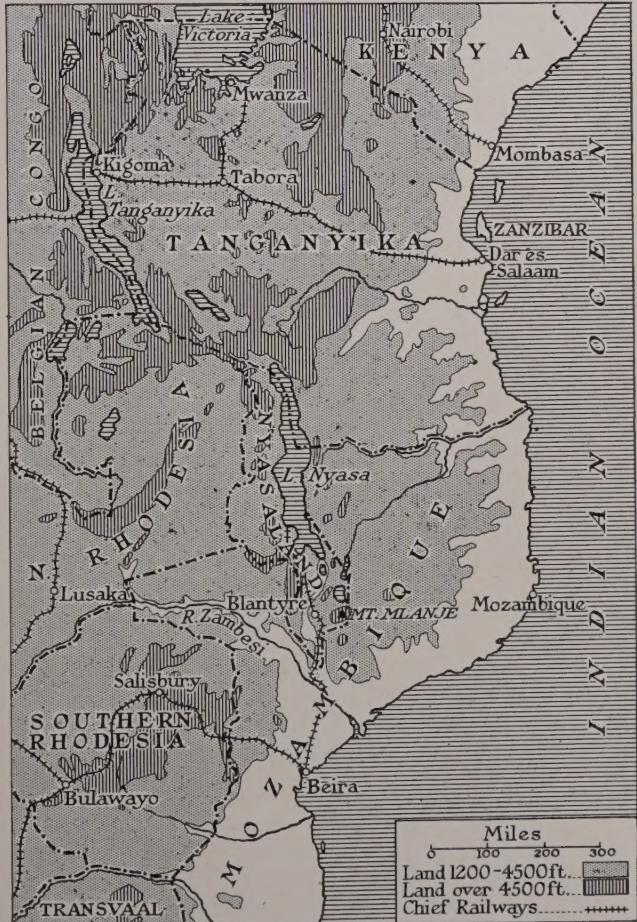 Lake
Victoria
Nairobi
KENYA
Mwanza
CONGO
Kigoma
Tabora
Mombasa
L.
Tanganyika
ZANZIBAR
TANGANYIKA
Dar es
Salaam
INDIAN OCEAN
BELGIAN
N RHODESIA
NYASALAND
L. Nyasa
MOZAMBIQUE
Lusaka
Blantyre
MT. MLANJE
Mozambique
R. Zambesi
Salisbury
SOUTHERN
RHODESIA
Beira
Bulawayo
TRANSVAAL
Miles
0 100 200 300
Land 1200-4500ft.
Land over 4500ft.
Chief Railways